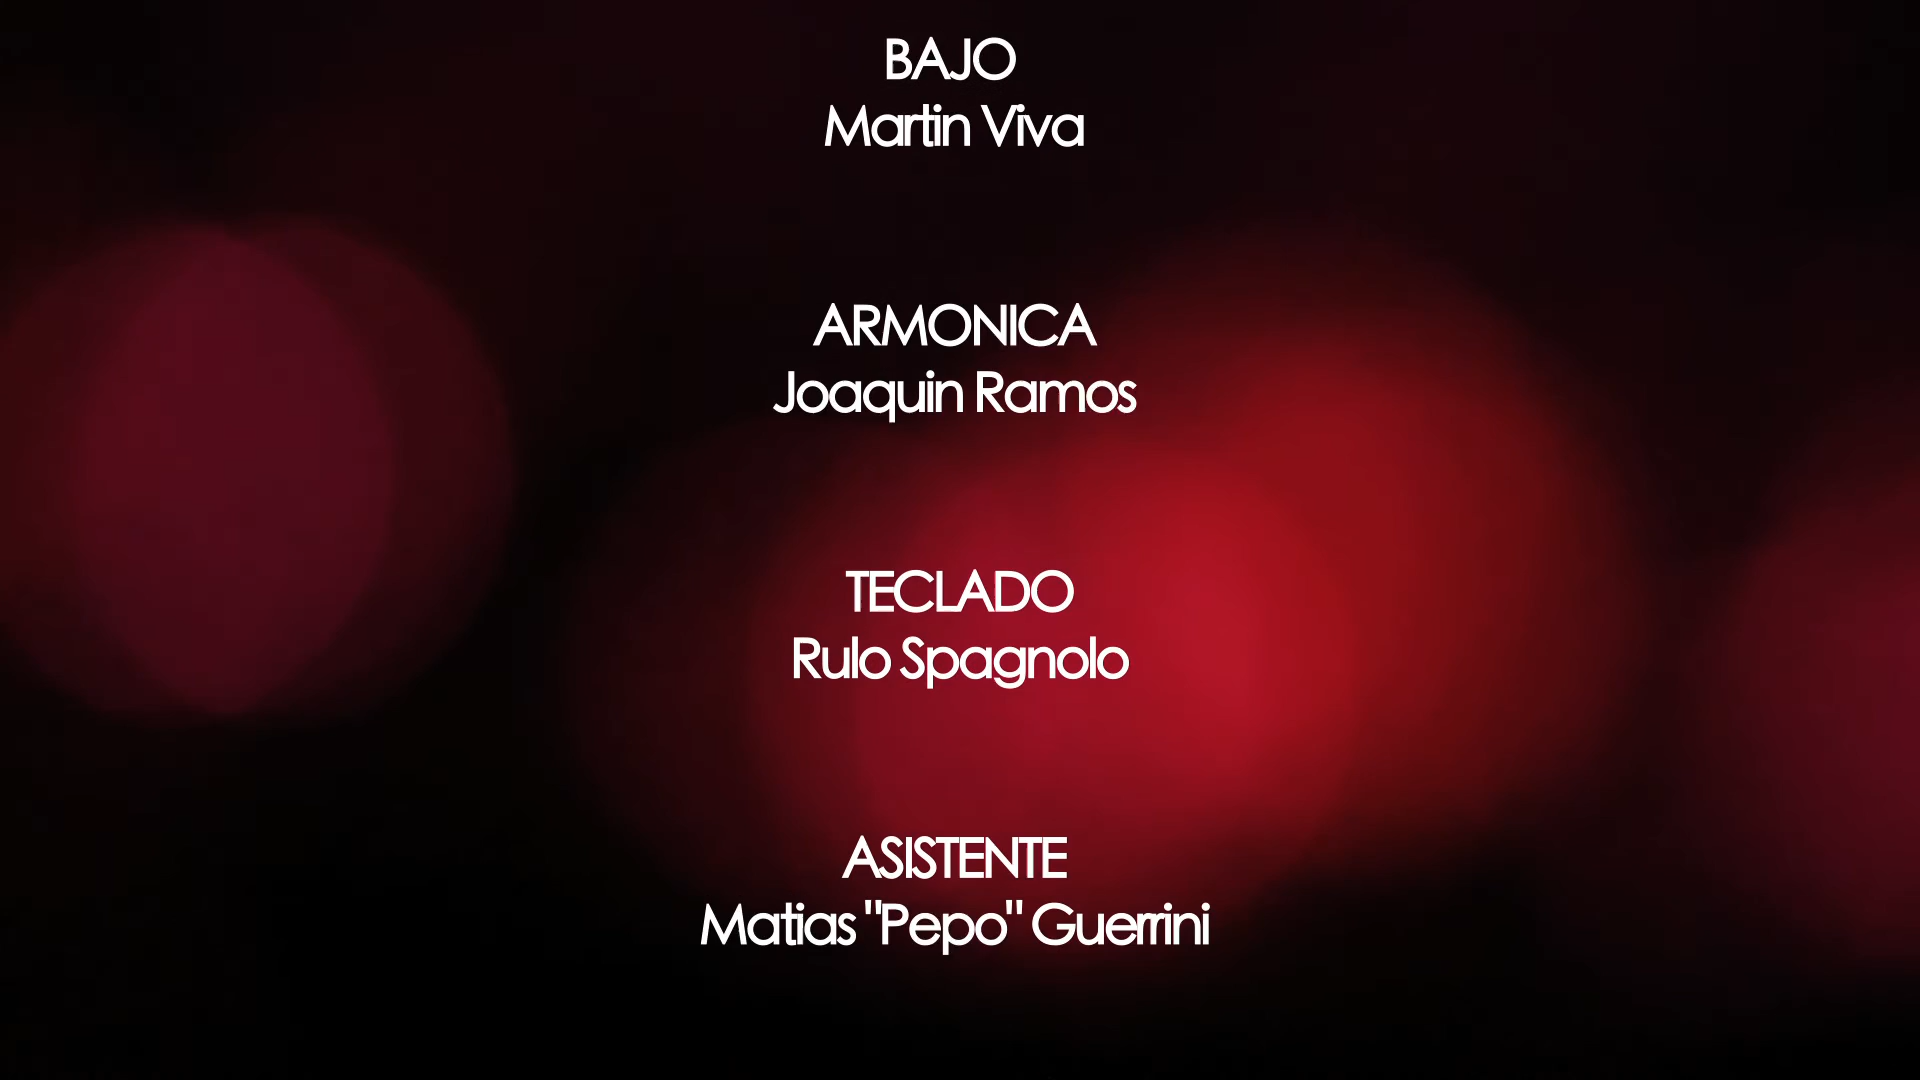 BAJO
Martin Viva
ARMONICA
Joaquin Ramos
TECLADO
Rulo Spagnolo
ASISTENTE
Matias "Pepo" Guerrini